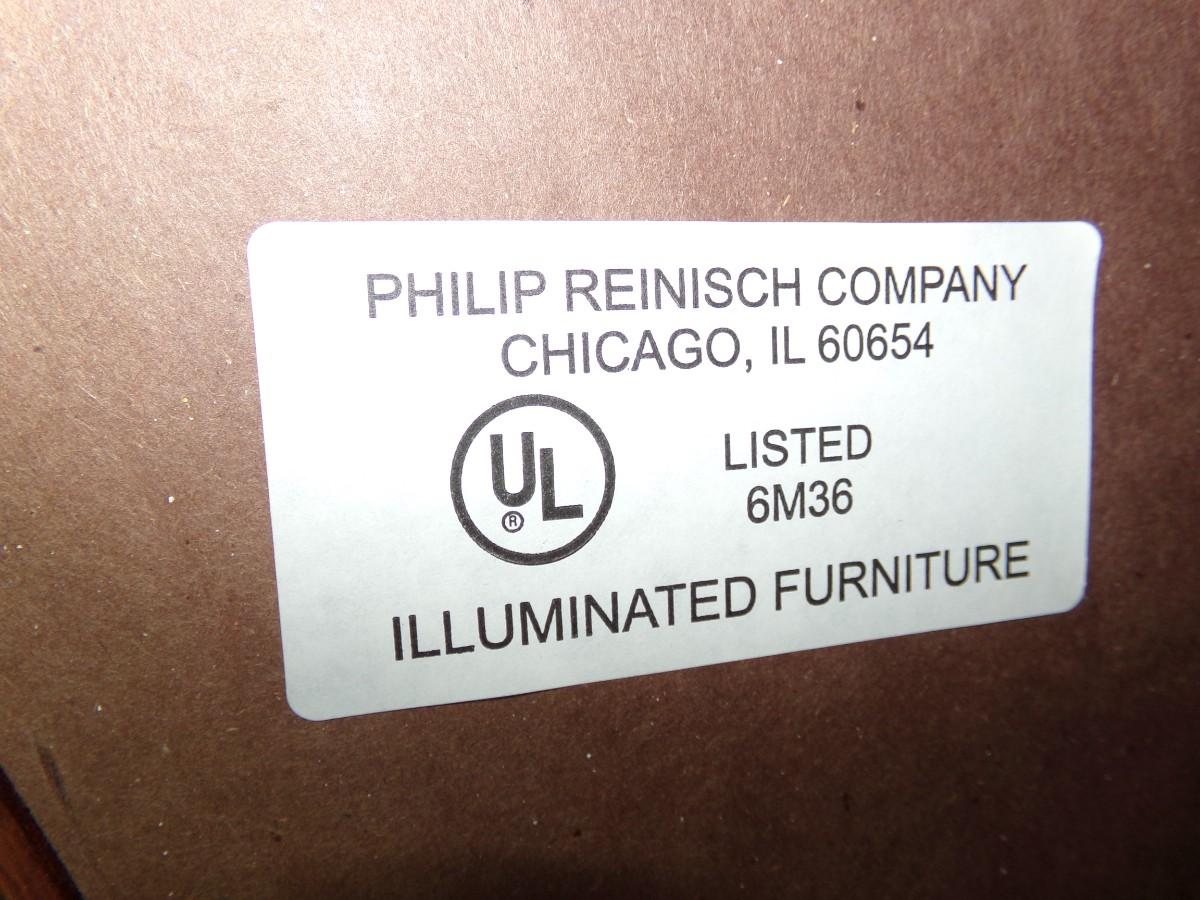 PHILIP REINISCH COMPANY
CHICAGO, IL 60654
UL
®
LISTED
6M36
ILLUMINATED FURNITURE